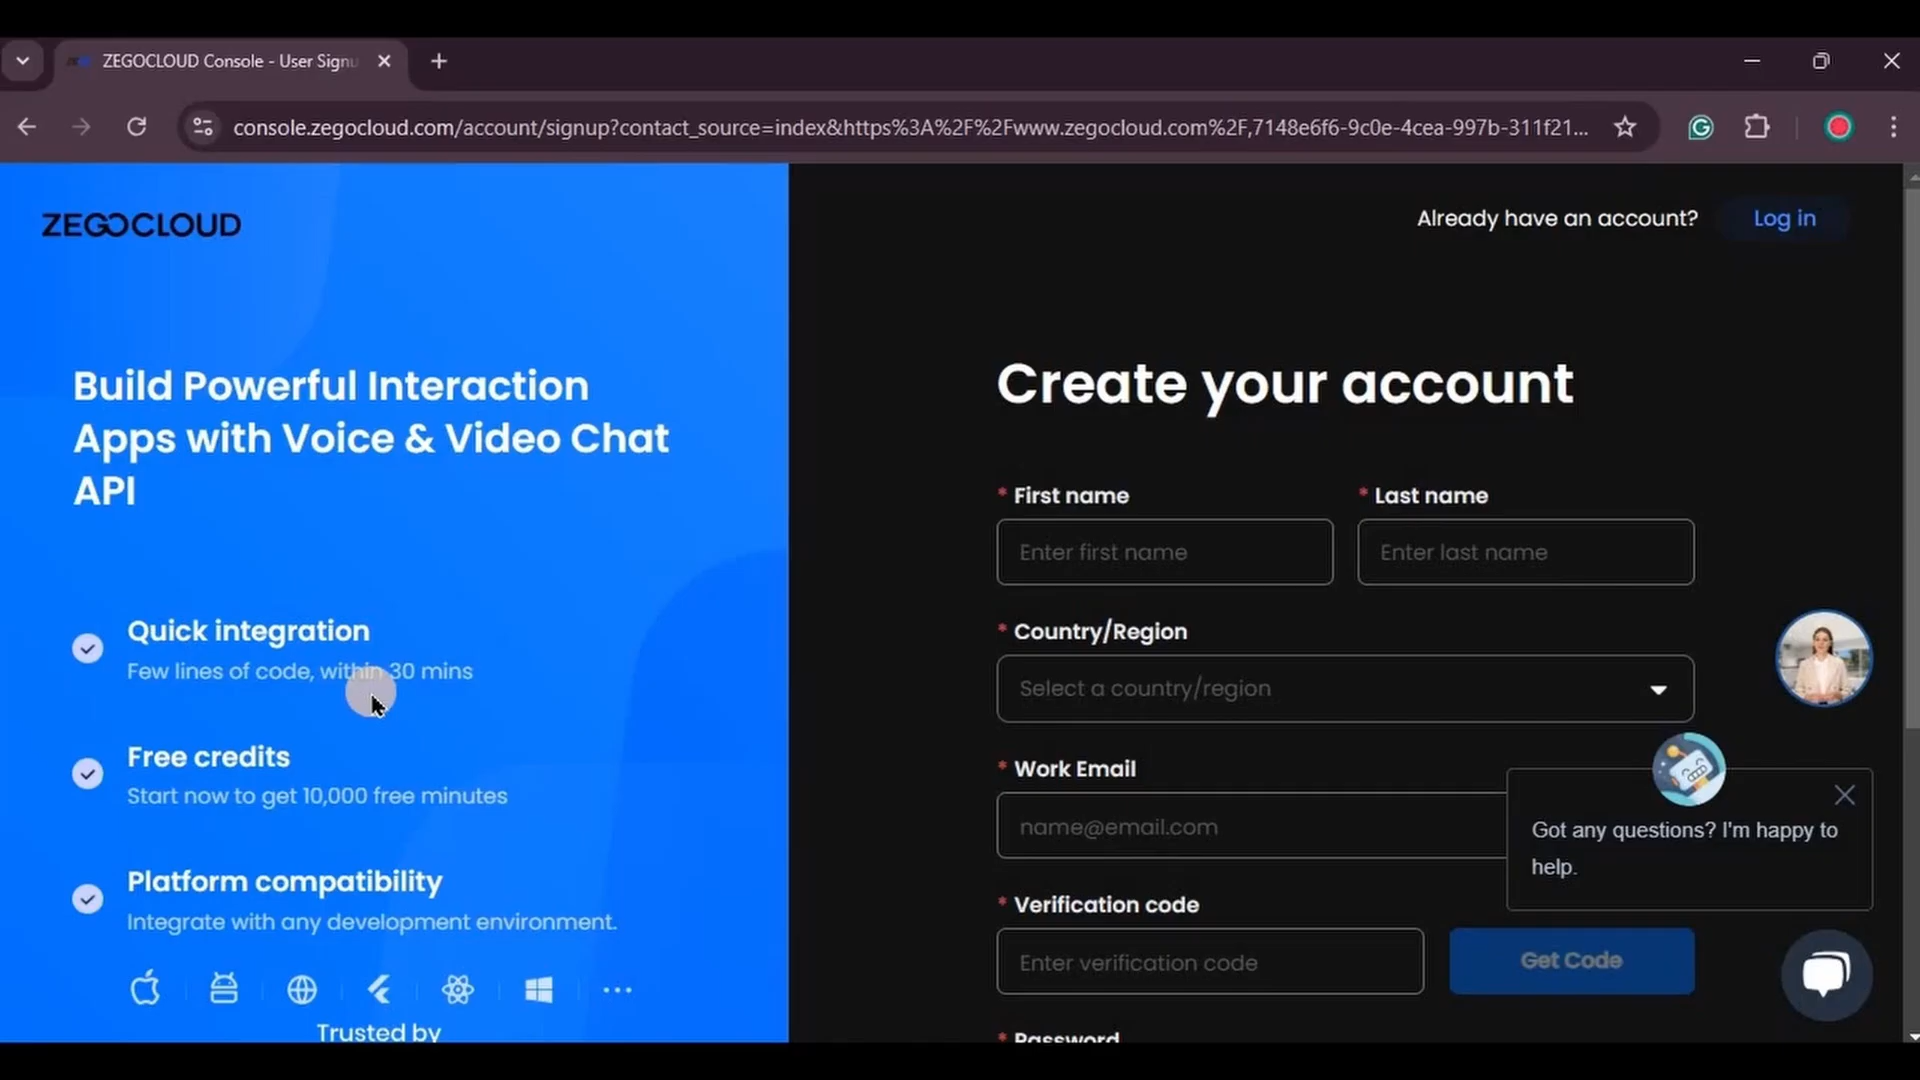 ZEGOCLOUD Console - User Signu
console.zegocloud.com/account/signup?contact_source=index&https%3A%2F%2Fwww.zegocloud.com%2F,7148e6f6-9c0e-4cea-997b-311f21...
ZEGOCLOUD
Already have an account? Log in
Build Powerful Interaction
Apps with Voice & Video Chat
API
Quick integration
Few lines of code, within 30 mins
Free credits
Start now to get 10,000 free minutes
Platform compatibility
Integrate with any development environment.
Trusted by
Create your account
* First name
Enter first name
* Last name
Enter last name
* Country/Region
Select a country/region
* Work Email
name@email.com
* Verification code
Enter verification code
Get Code
* Password
Got any questions? I'm happy to
help.